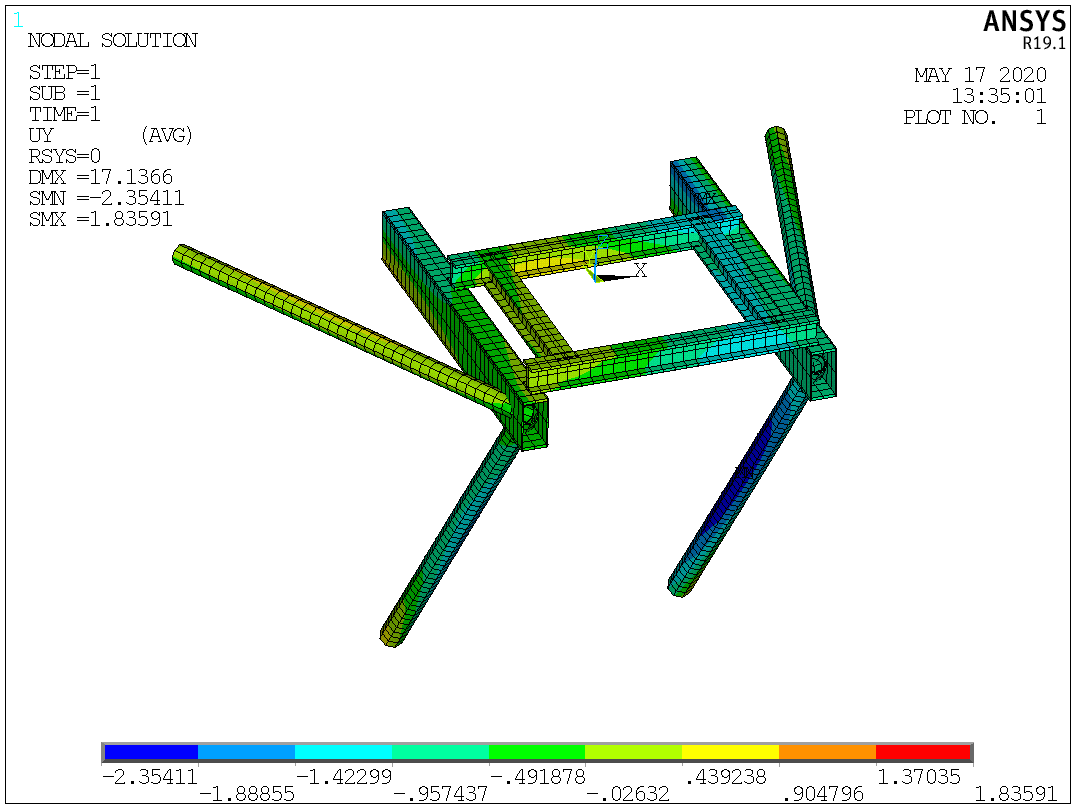 1
NODAL SOLUTION
STEP=1
SUB =1
TIME=1
UY (AVG)
RSYS=0
DMX =17.1366
SMN =-2.35411
SMX =1.83591
ANSYS
R19.1
MAY 17 2020
13:35:01
PLOT NO. 1
X
-2.35411 -1.42299 -.491878 .439238 1.37035
-1.88855 -.957437 -.02632 .904796 1.83591